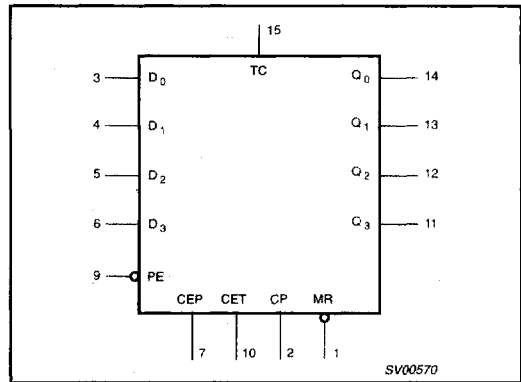 15
TC
3 D0 Q0 14
4 D1 Q1 13
5 D2 Q2 12
6 D3 Q3 11
9 PE
CEP CET CP MR
7 10 2 1
SV00570